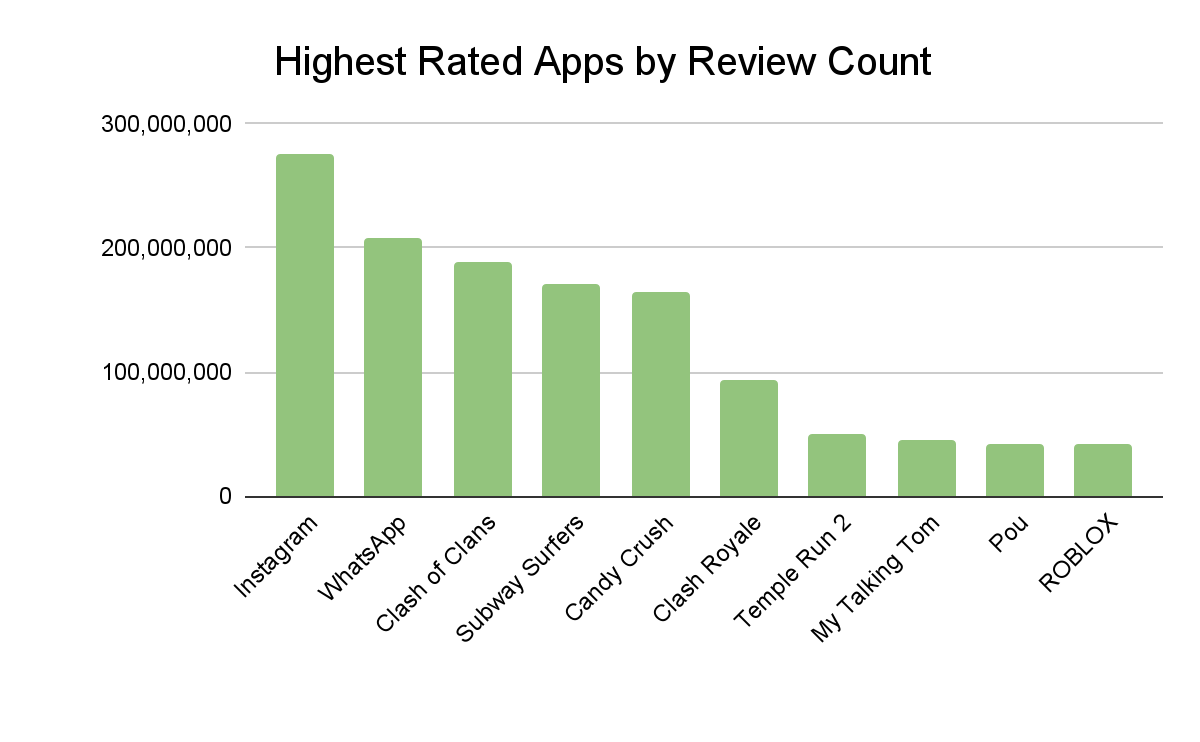 Highest Rated Apps by Review Count
300,000,000
200,000,000
100,000,000
0
Instagram
WhatsApp
Clash of Clans
Subway Surfers
Candy Crush
Clash Royale
Temple Run 2
My Talking Tom
Pou
ROBLOX